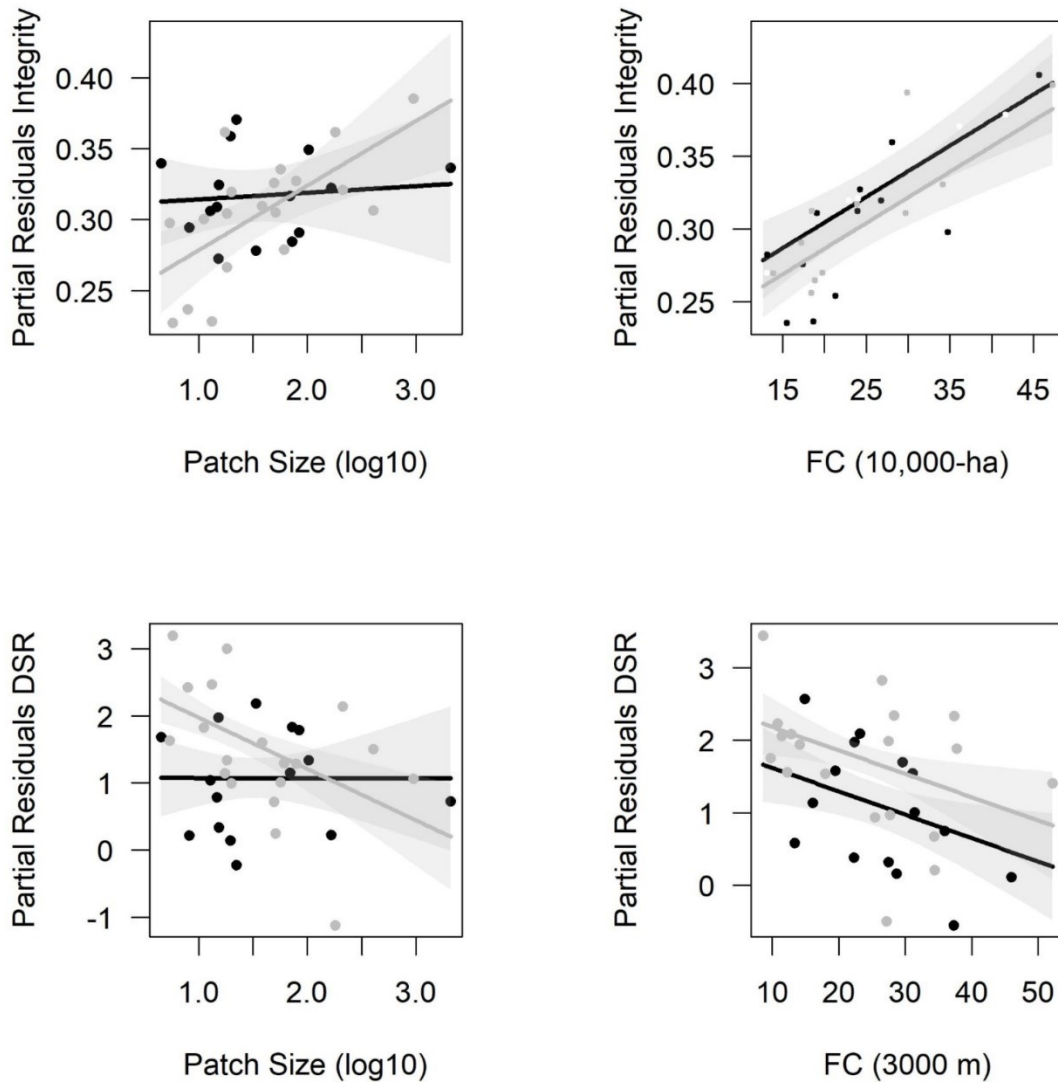 Partial Residuals Integrity
0.40
0.35
0.30
0.25
1.0 2.0 3.0
Patch Size (log10)
Partial Residuals Integrity
0.40
0.35
0.30
0.25
15 25 35 45
FC (10,000-ha)
Partial Residuals DSR
3
2
1
0
-1
1.0 2.0 3.0
Patch Size (log10)
Partial Residuals DSR
3
2
1
0
10 20 30 40 50
FC (3000 m)